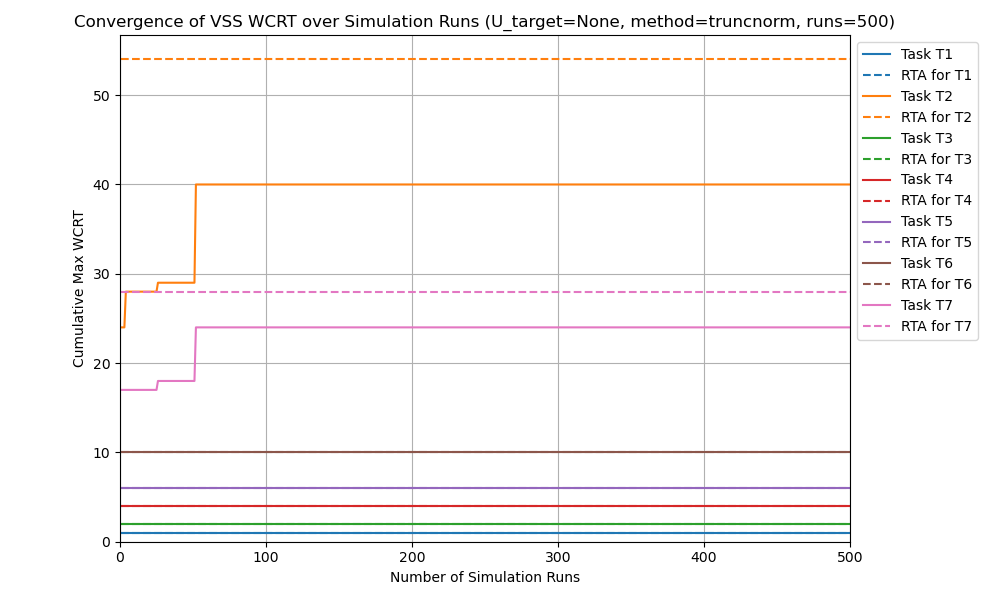 Convergence of VSS WCRT over Simulation Runs (U_target=None, method=truncnorm, runs=500)
Cumulative Max WCRT
50
40
30
20
10
0
0 100 200 300 400 500
Number of Simulation Runs
Task T1
RTA for T1
Task T2
RTA for T2
Task T3
RTA for T3
Task T4
RTA for T4
Task T5
RTA for T5
Task T6
RTA for T6
Task T7
RTA for T7